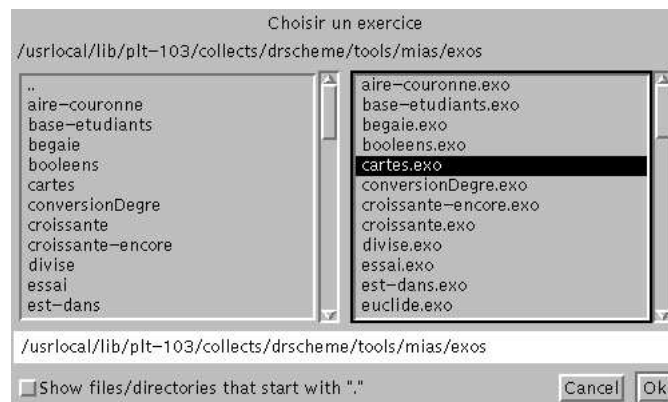 Choisir un exercice
/usrlocal/lib/plt−103/collects/drscheme/tools/mias/exos
..
aire−couronne
base−etudiants
begaie
booleens
cartes
conversionDegre
croissante
croissante−encore
divise
essai
est−dans
aire−couronne.exo
base−etudiants.exo
begaie.exo
booleens.exo
cartes.exo
conversionDegre.exo
croissante−encore.exo
croissante.exo
divise.exo
essai.exo
est−dans.exo
euclide.exo
/usrlocal/lib/plt−103/collects/drscheme/tools/mias/exos
Show files/directories that start with "."
Cancel
Ok